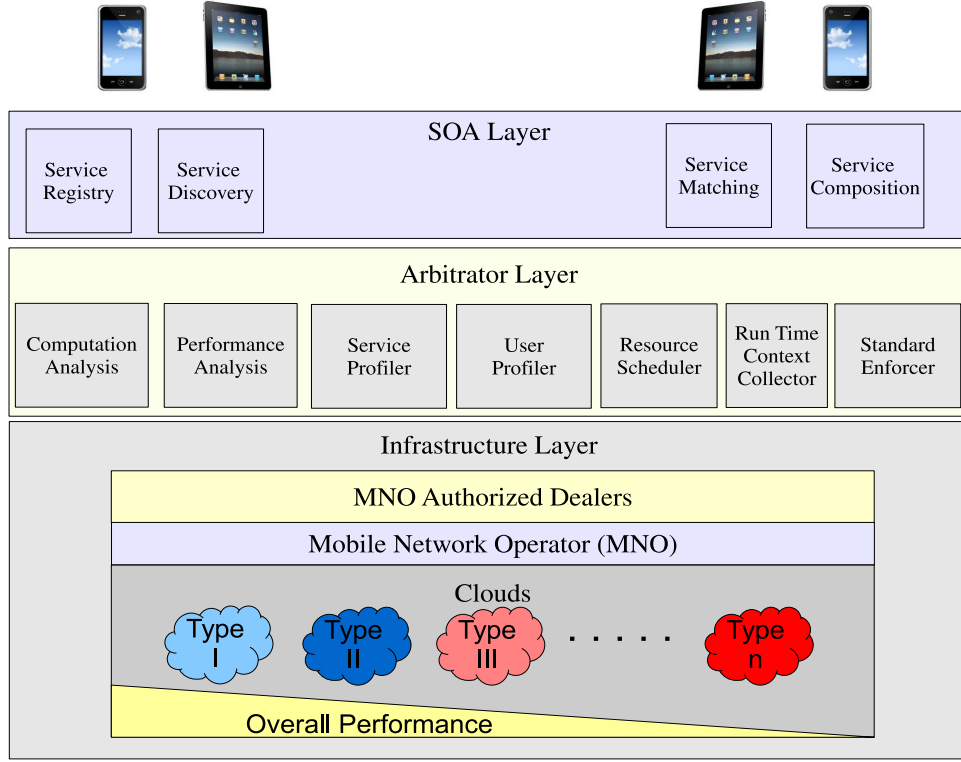 SOA Layer
Service
Registry
Service
Discovery
Service
Matching
Service
Composition
Arbitrator Layer
Computation
Analysis
Performance
Analysis
Service
Profiler
User
Profiler
Resource
Scheduler
Run Time
Context
Collector
Standard
Enforcer
Infrastructure Layer
MNO Authorized Dealers
Mobile Network Operator (MNO)
Clouds
Type
I
Type
II
Type
III
. . . . .
Type
n
Overall Performance